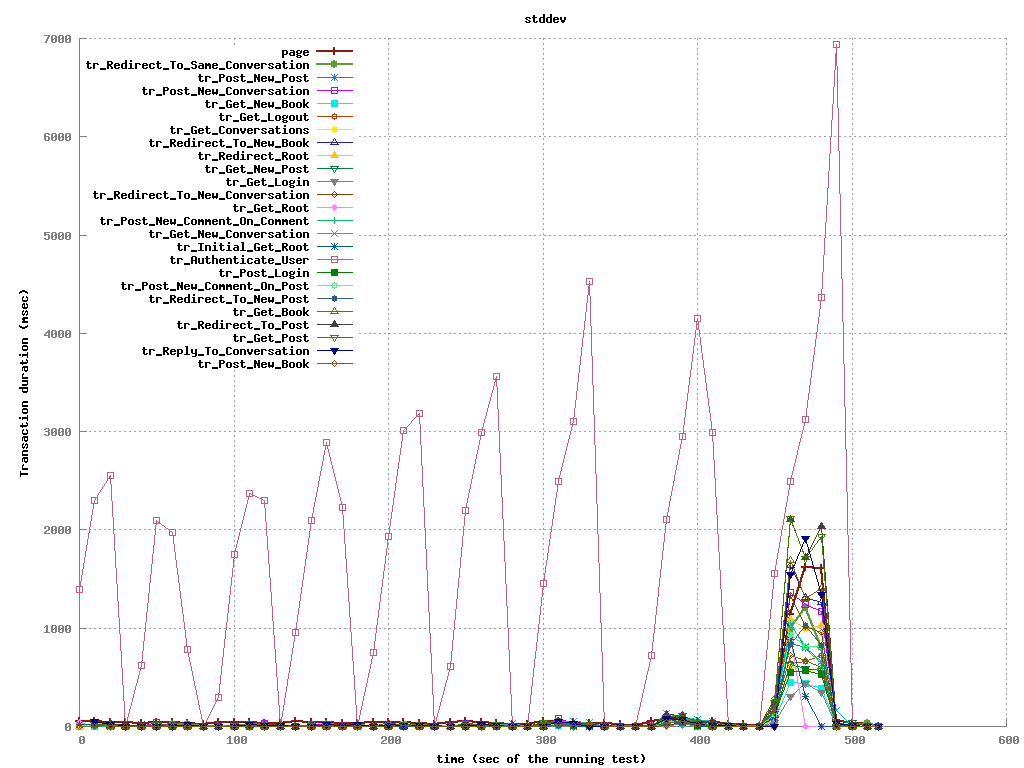 stddev
7000
6000
5000
4000
3000
2000
1000
0
Transaction duration (msec)
page
tr_Redirect_To_Same_Conversation
tr_Post_New_Post
tr_Post_New_Conversation
tr_Get_New_Book
tr_Get_Logout
tr_Get_Conversations
tr_Redirect_To_New_Book
tr_Redirect_Root
tr_Get_New_Post
tr_Get_Login
tr_Redirect_To_New_Conversation
tr_Get_Root
tr_Post_New_Comment_On_Comment
tr_Get_New_Conversation
tr_Initial_Get_Root
tr_Authenticate_User
tr_Post_Login
tr_Post_New_Comment_On_Post
tr_Redirect_To_New_Post
tr_Get_Book
tr_Redirect_To_Post
tr_Get_Post
tr_Reply_To_Conversation
tr_Post_New_Book
0 100 200 300 400 500 600
time (sec of the running test)